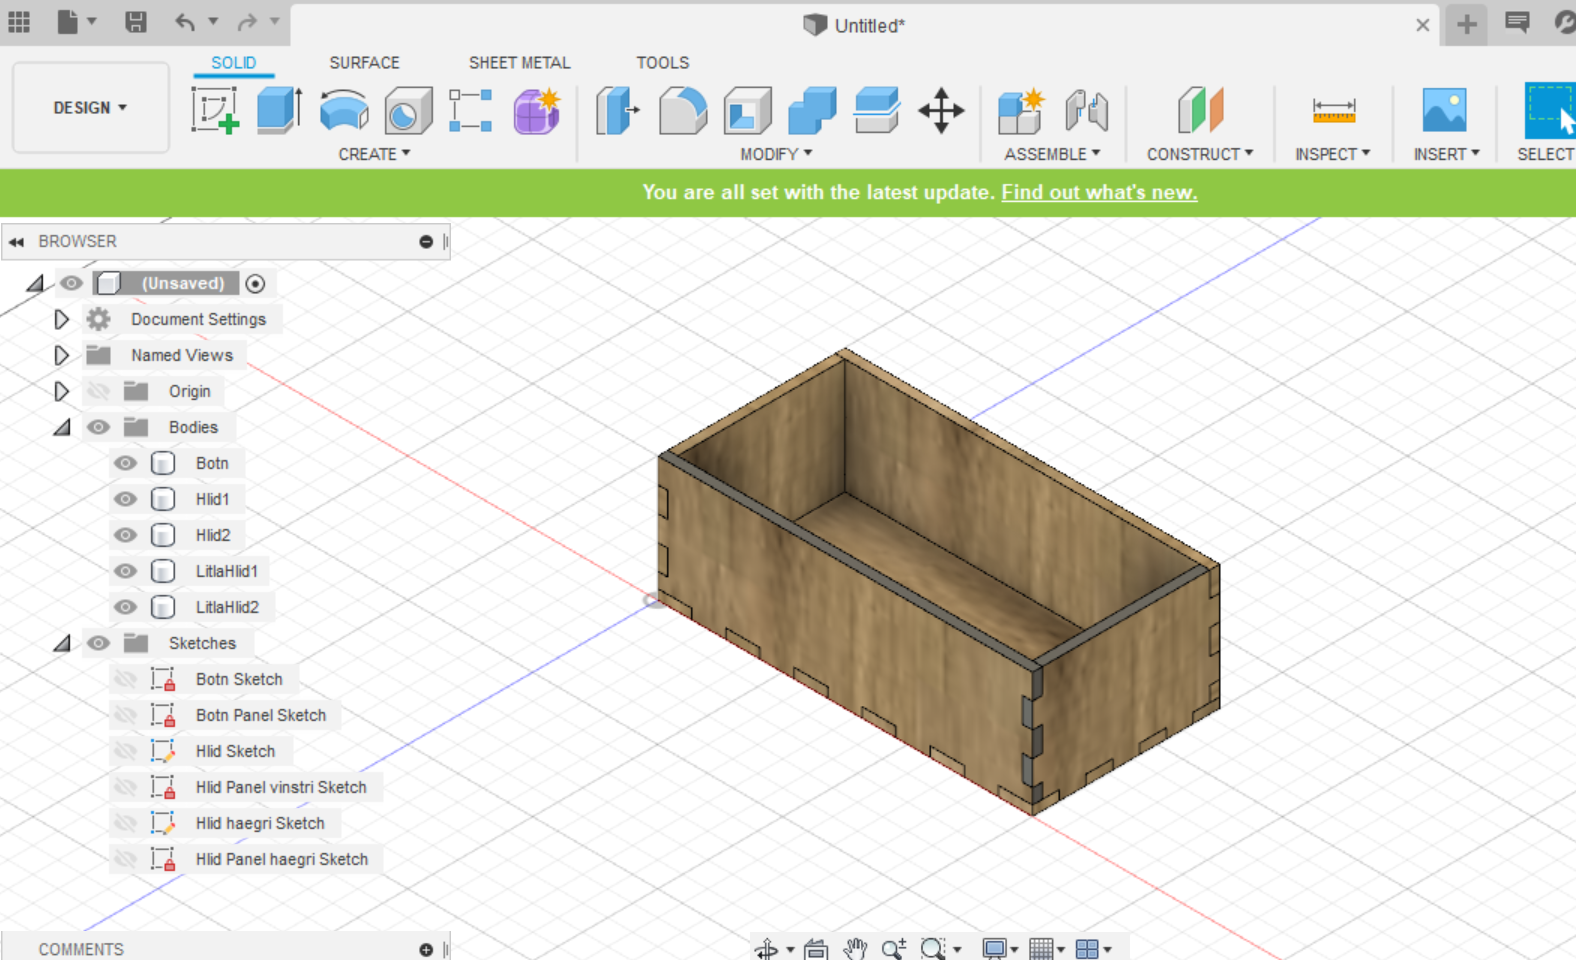 Untitled*
SOLID SURFACE SHEET METAL TOOLS
DESIGN
CREATE MODIFY ASSEMBLE CONSTRUCT INSPECT INSERT SELECT
You are all set with the latest update. Find out what's new.
BROWSER
(Unsaved)
Document Settings
Named Views
Origin
Bodies
Botn
Hlid1
Hlid2
LitlaHlid1
LitlaHlid2
Sketches
Botn Sketch
Botn Panel Sketch
Hlid Sketch
Hlid Panel vinstri Sketch
Hlid haegri Sketch
Hlid Panel haegri Sketch
COMMENTS